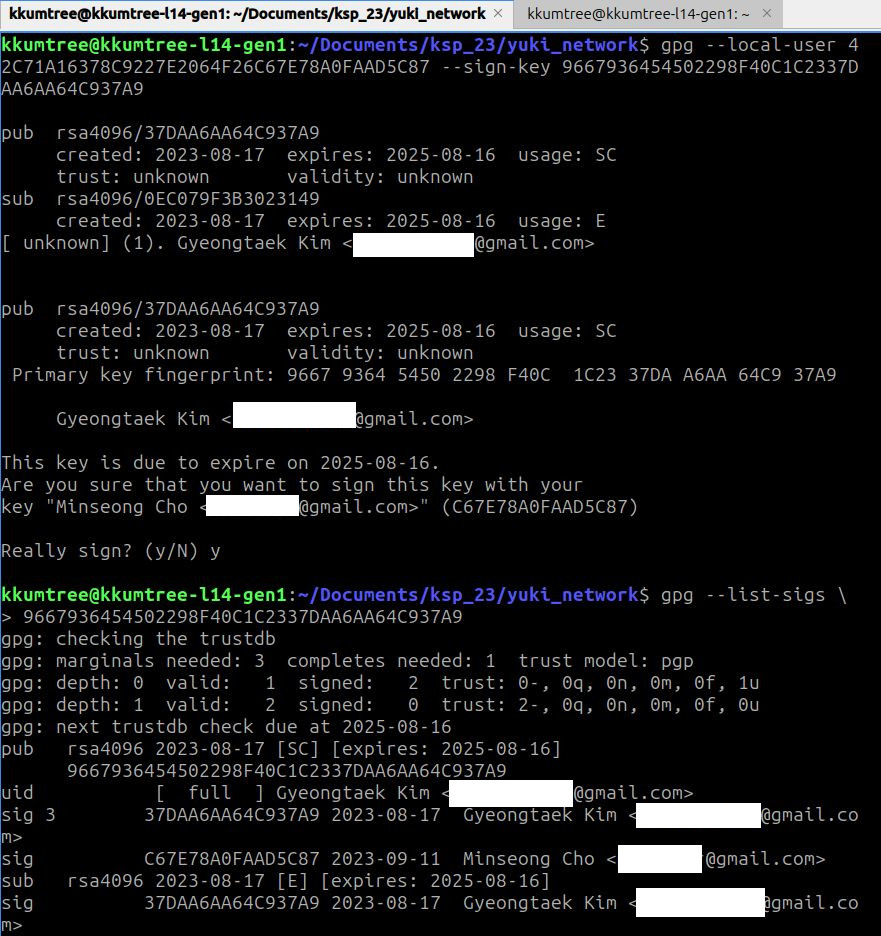 kkumtree@kkumtree-l14-gen1: ~/Documents/ksp_23/yuki_network ×
kkumtree@kkumtree-l14-gen1: ~ ×
kkumtree@kkumtree-l14-gen1:~/Documents/ksp_23/yuki_network$ gpg --local-user 4
2C71A16378C9227E2064F26C67E78A0FAAD5C87 --sign-key 9667936454502298F40C1C2337D
AA6AA64C937A9
pub  rsa4096/37DAA6AA64C937A9
     created: 2023-08-17  expires: 2025-08-16  usage: SC
     trust: unknown       validity: unknown
sub  rsa4096/0EC079F3B3023149
     created: 2023-08-17  expires: 2025-08-16  usage: E
[ unknown] (1). Gyeongtaek Kim < @gmail.com>
pub  rsa4096/37DAA6AA64C937A9
     created: 2023-08-17  expires: 2025-08-16  usage: SC
     trust: unknown       validity: unknown
 Primary key fingerprint: 9667 9364 5450 2298 F40C  1C23 37DA A6AA 64C9 37A9
     Gyeongtaek Kim < @gmail.com>
This key is due to expire on 2025-08-16.
Are you sure that you want to sign this key with your
key "Minseong Cho < @gmail.com>" (C67E78A0FAAD5C87)
Really sign? (y/N) y
kkumtree@kkumtree-l14-gen1:~/Documents/ksp_23/yuki_network$ gpg --list-sigs \
> 9667936454502298F40C1C2337DAA6AA64C937A9
gpg: checking the trustdb
gpg: marginals needed: 3  completes needed: 1  trust model: pgp
gpg: depth: 0  valid:   1  signed:   2  trust: 0-, 0q, 0n, 0m, 0f, 1u
gpg: depth: 1  valid:   2  signed:   0  trust: 2-, 0q, 0n, 0m, 0f, 0u
gpg: next trustdb check due at 2025-08-16
pub   rsa4096 2023-08-17 [SC] [expires: 2025-08-16]
      9667936454502298F40C1C2337DAA6AA64C937A9
uid           [  full  ] Gyeongtaek Kim < @gmail.com>
sig 3        37DAA6AA64C937A9 2023-08-17  Gyeongtaek Kim < @gmail.co
m>
sig          C67E78A0FAAD5C87 2023-09-11  Minseong Cho < @gmail.com>
sub   rsa4096 2023-08-17 [E] [expires: 2025-08-16]
sig          37DAA6AA64C937A9 2023-08-17  Gyeongtaek Kim < @gmail.co
m>